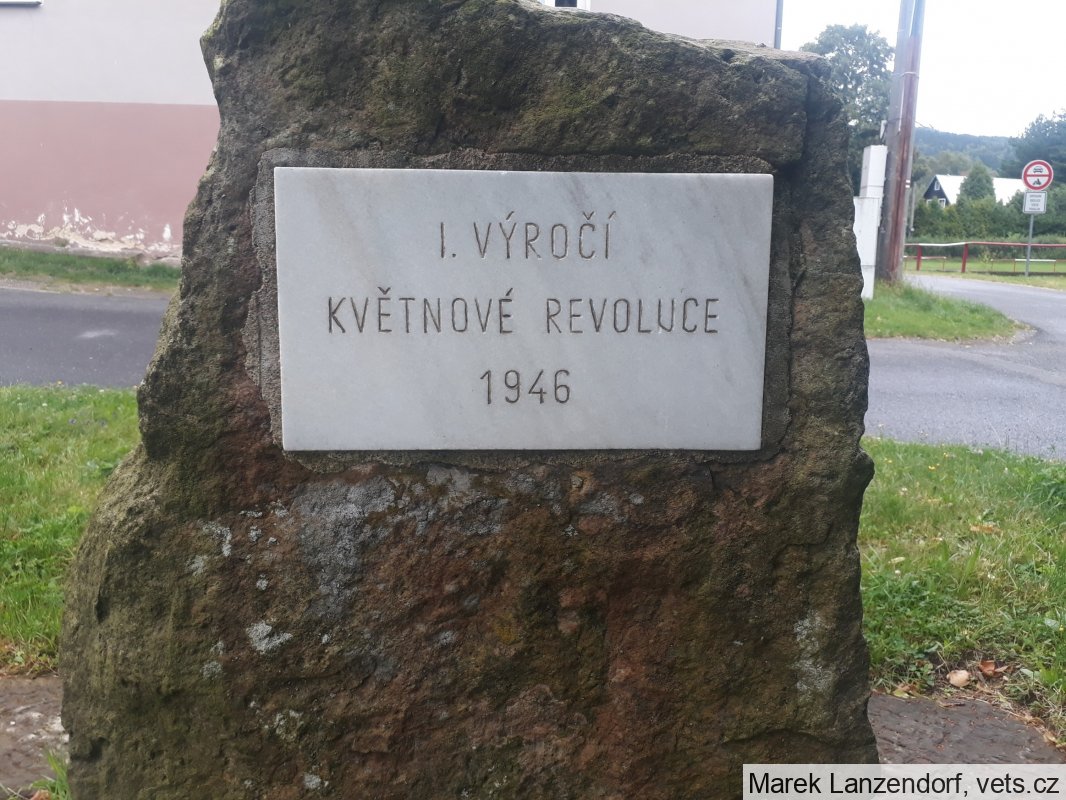 I. VÝROČÍ
KVĚTNOVÉ REVOLUCE
1946
Marek Lanzendorf, vets.cz